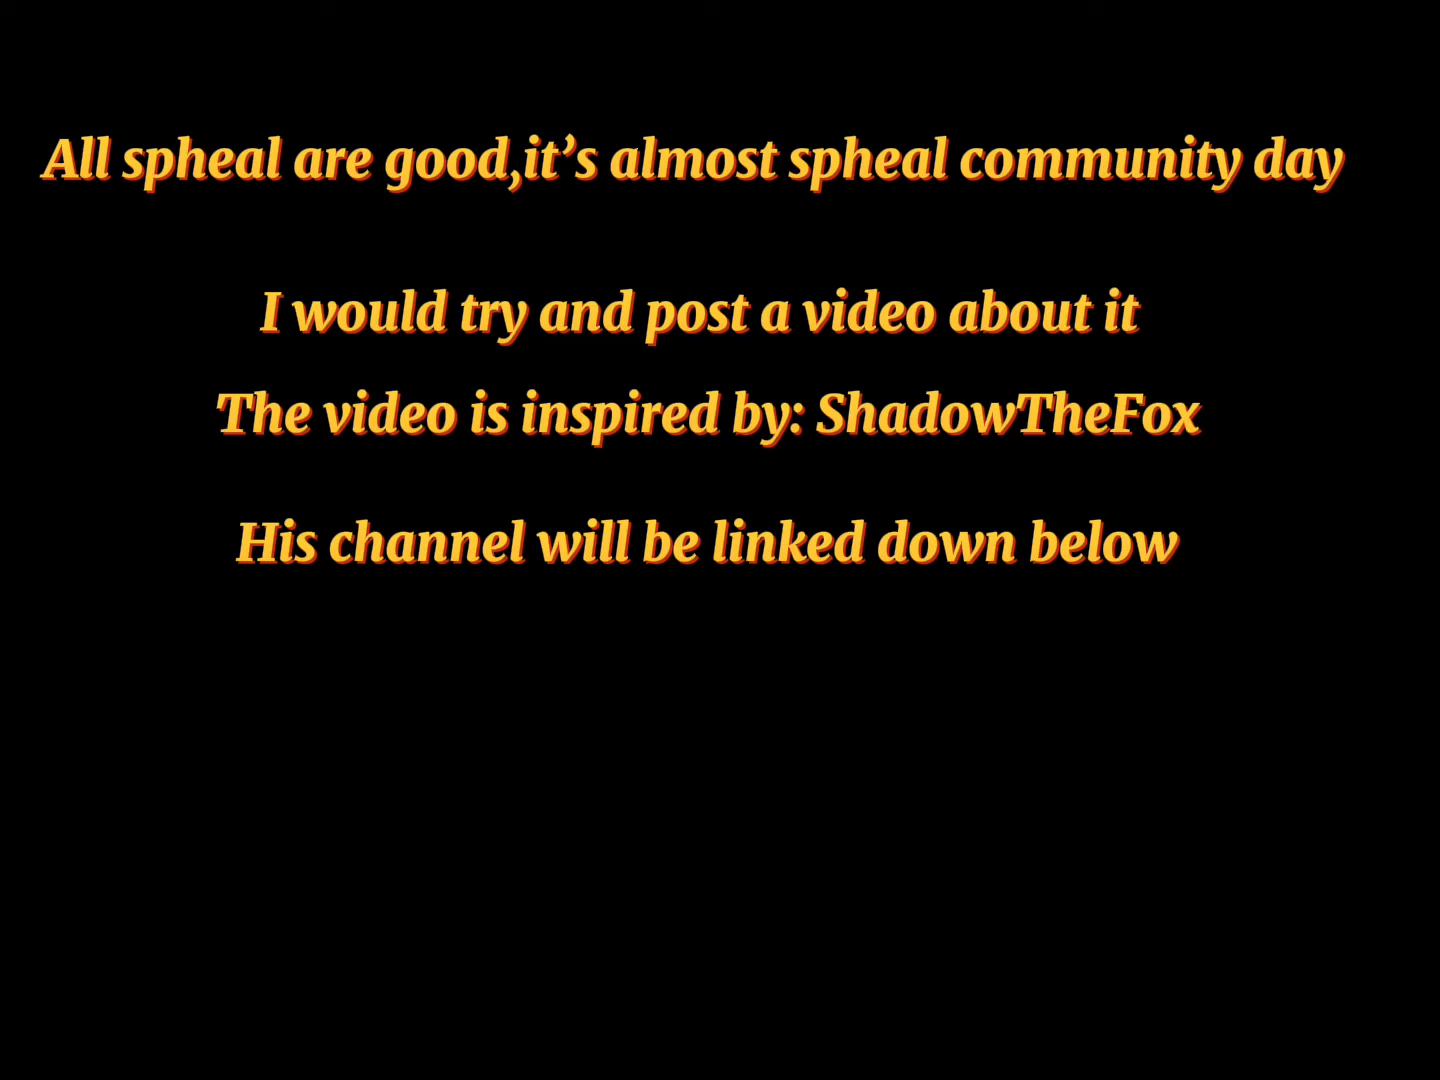 All spheal are good,it’s almost spheal community day
I would try and post a video about it
The video is inspired by: ShadowTheFox
His channel will be linked down below